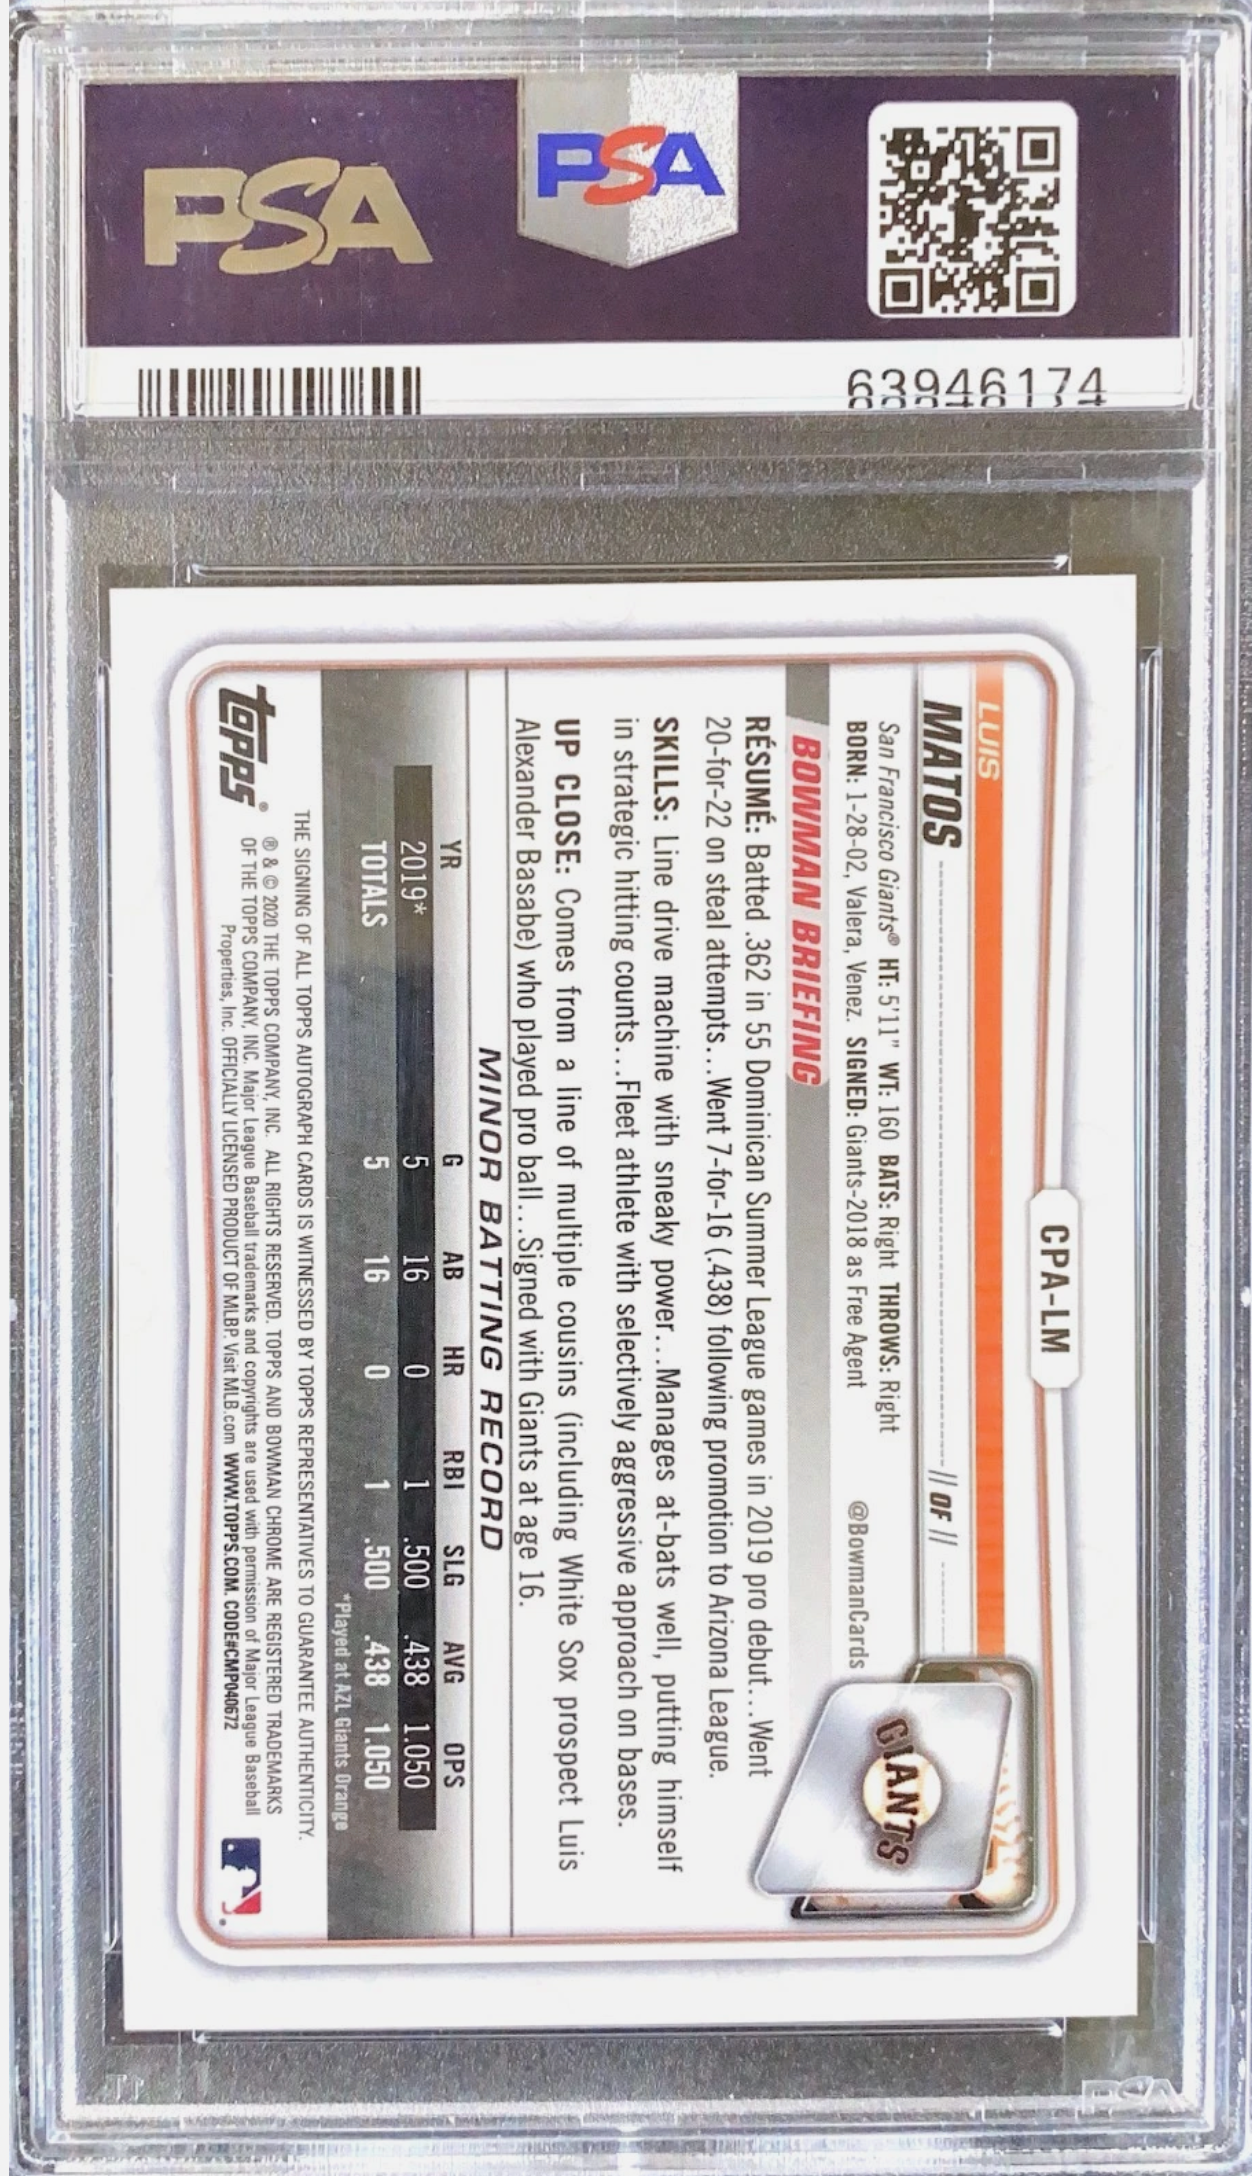 PSA
PSA
63946174
CPA-LM
LUIS
MATOS // OF //
San Francisco Giants® HT: 5'11" WT: 160 BATS: Right THROWS: Right
BORN: 1-28-02, Valera, Venez. SIGNED: Giants-2018 as Free Agent @BowmanCards
GIANTS
BOWMAN BRIEFING
RÉSUMÉ: Batted .362 in 55 Dominican Summer League games in 2019 pro debut...Went
20-for-22 on steal attempts...Went 7-for-16 (.438) following promotion to Arizona League.
SKILLS: Line drive machine with sneaky power...Manages at-bats well, putting himself
in strategic hitting counts...Fleet athlete with selectively aggressive approach on bases.
UP CLOSE: Comes from a line of multiple cousins (including White Sox prospect Luis
Alexander Basabe) who played pro ball...Signed with Giants at age 16.
MINOR BATTING RECORD
YR G AB HR RBI SLG AVG OPS
2019* 5 16 0 1 .500 .438 1.050
TOTALS 5 16 0 1 .500 .438 1.050
*Played at AZL Giants Orange
THE SIGNING OF ALL TOPPS AUTOGRAPH CARDS IS WITNESSED BY TOPPS REPRESENTATIVES TO GUARANTEE AUTHENTICITY.
topps®
® & © 2020 THE TOPPS COMPANY, INC. ALL RIGHTS RESERVED. TOPPS AND BOWMAN CHROME ARE REGISTERED TRADEMARKS
OF THE TOPPS COMPANY, INC. Major League Baseball trademarks and copyrights are used with permission of Major League Baseball
Properties, Inc. OFFICIALLY LICENSED PRODUCT OF MLBP. Visit MLB.com WWW.TOPPS.COM. CODE#CMP040672
PSA